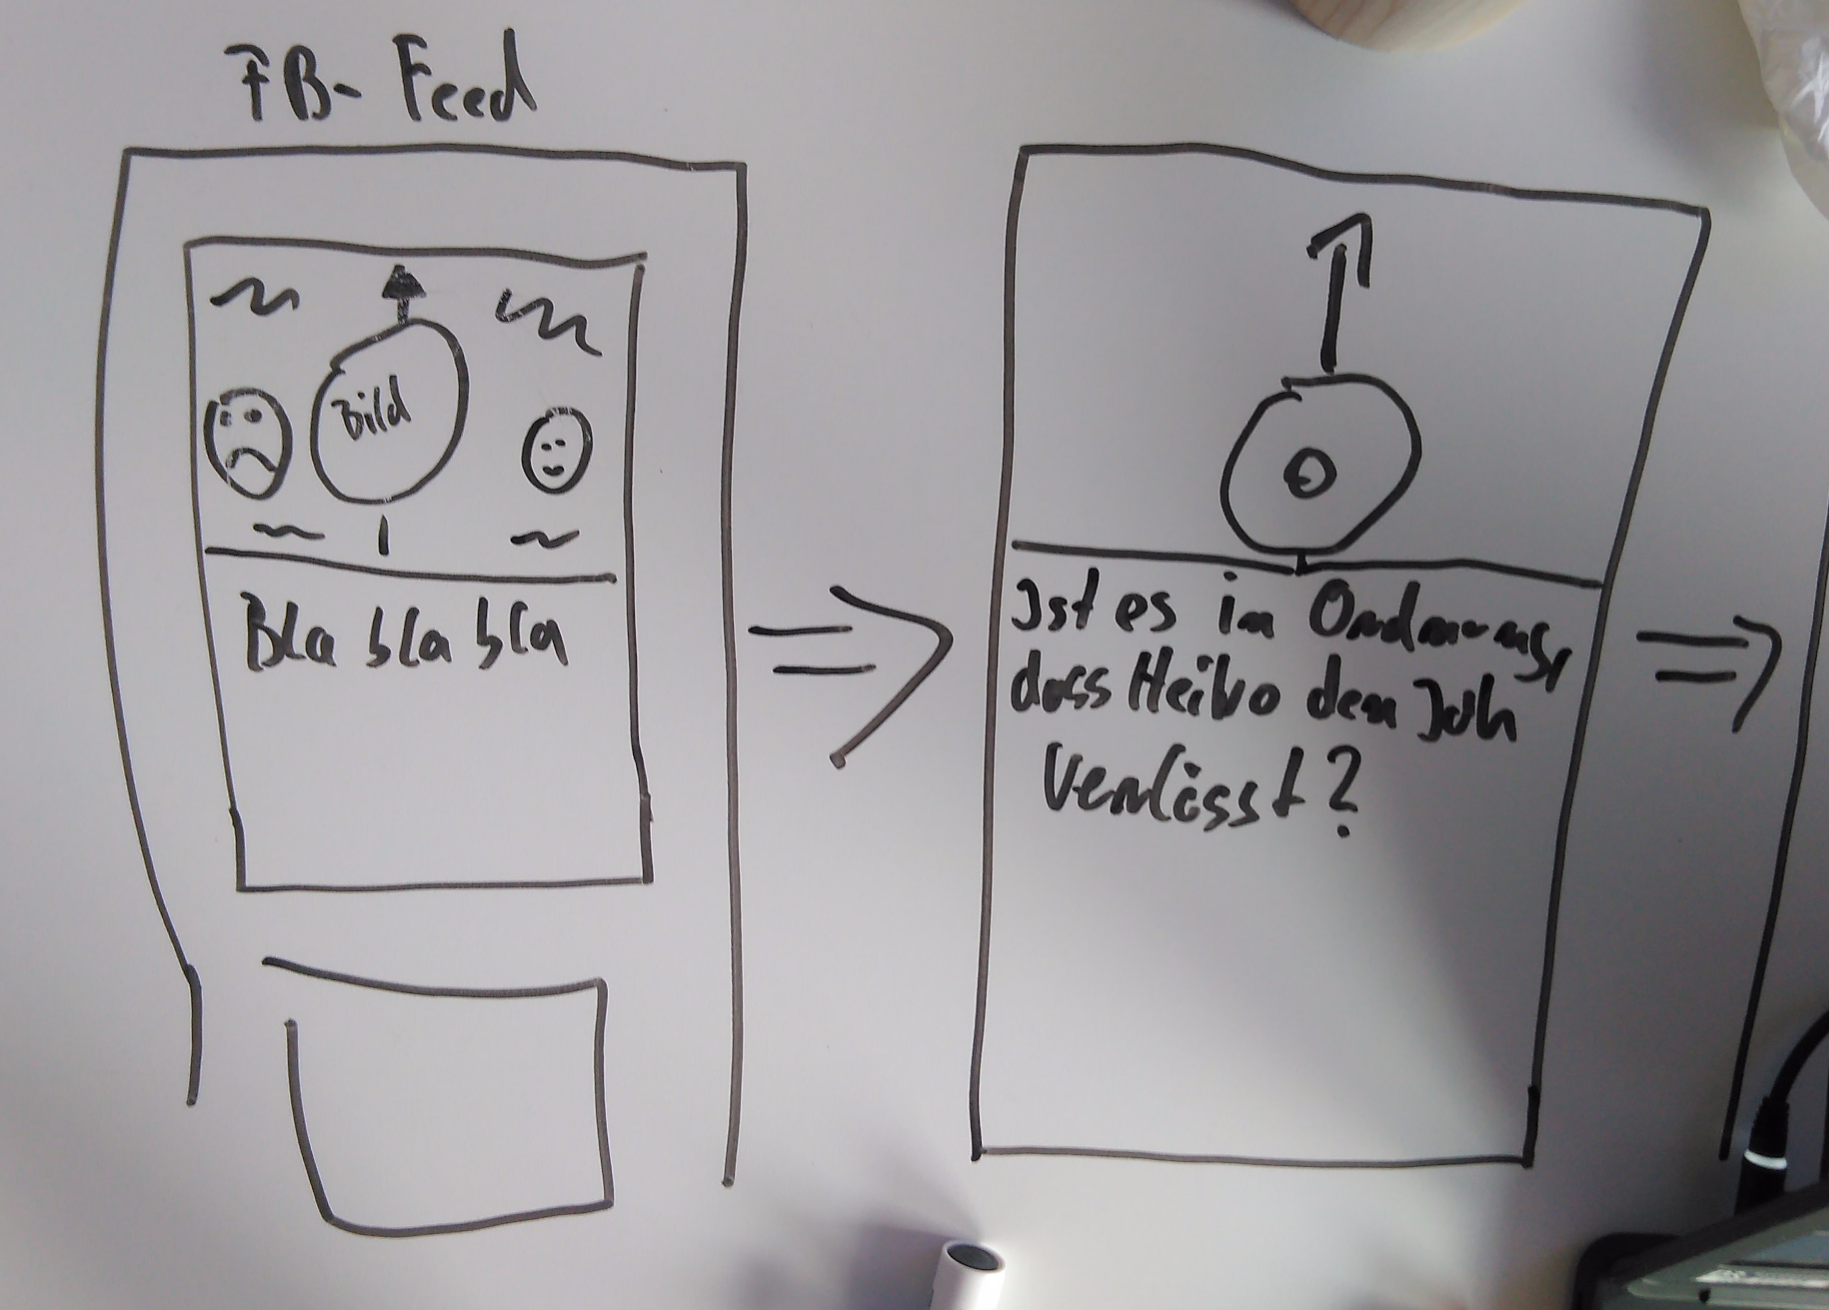 FB-Feed
Bild
Bla bla bla
Ist es in Ordnung,
dass Heiko den Job
verlässt?